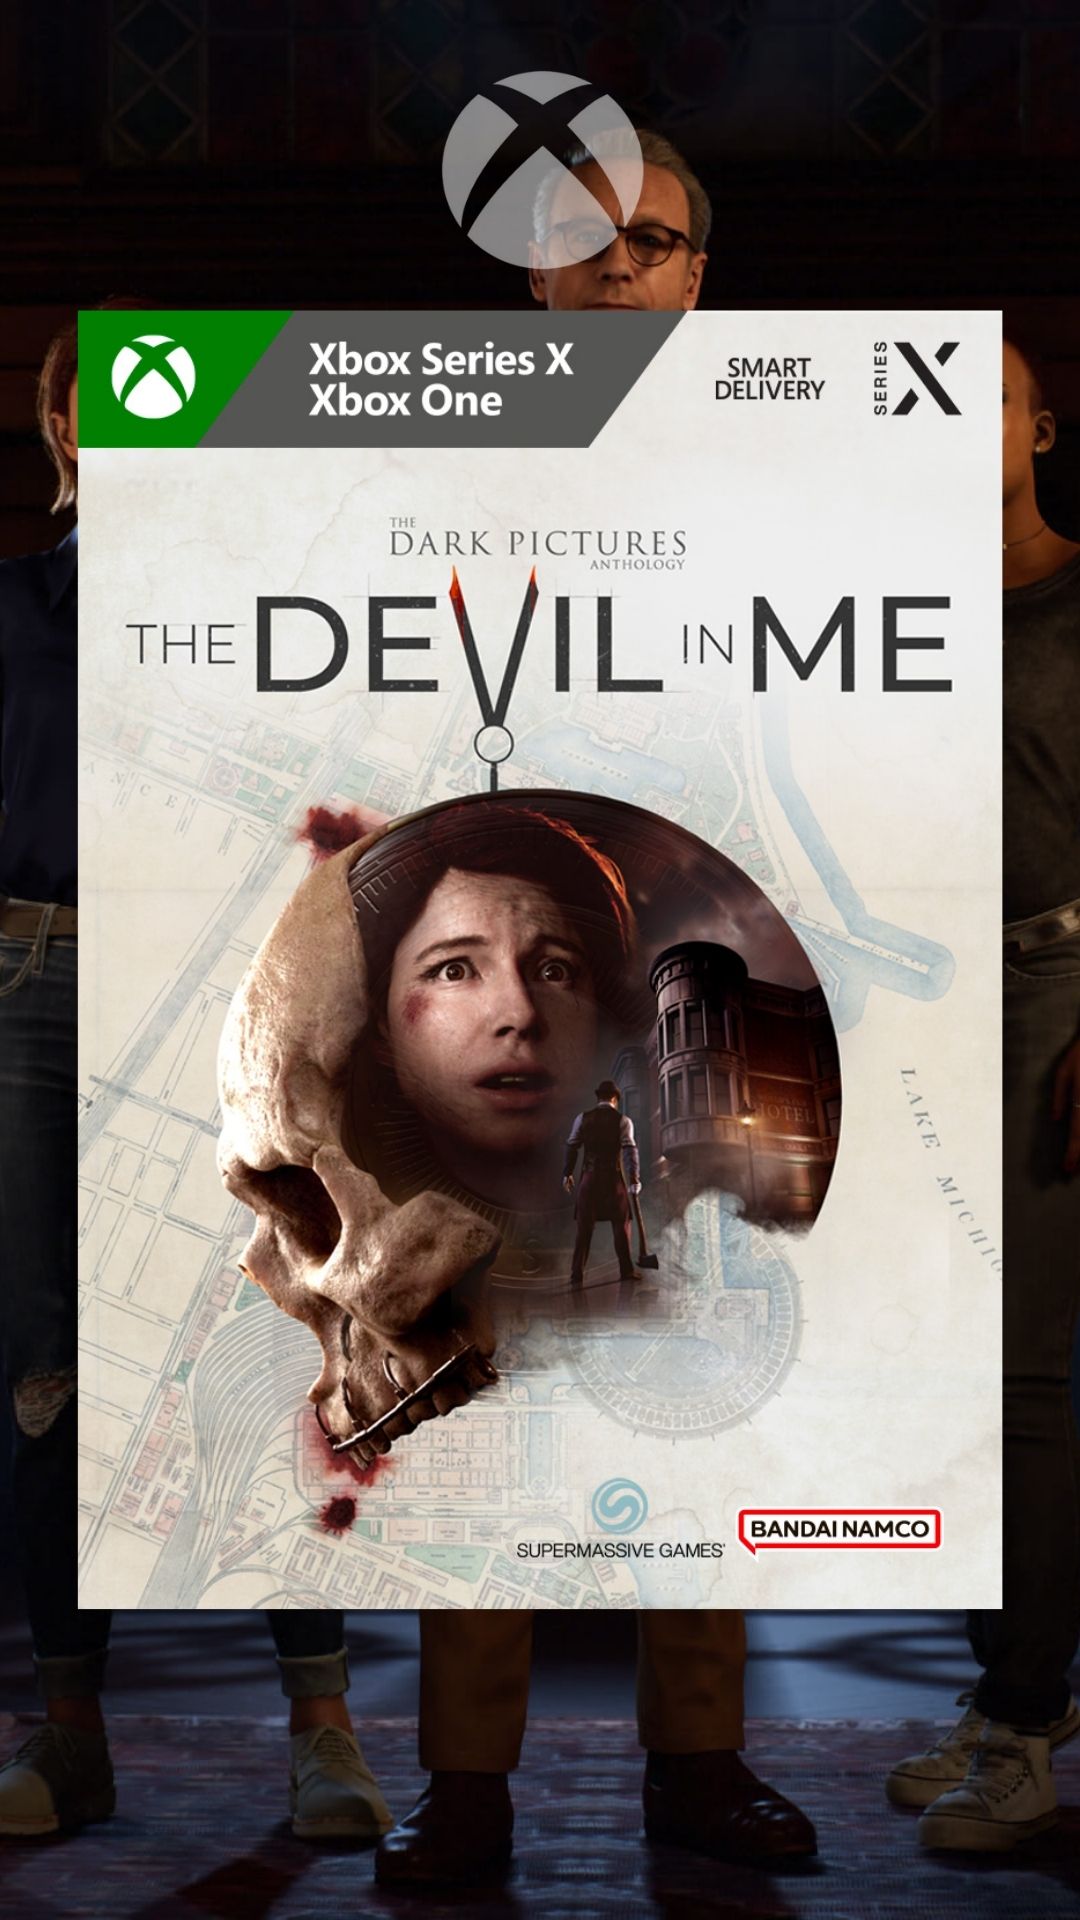 Xbox Series X
Xbox One
SMART
DELIVERY
SERIES X
THE
DARK PICTURES
ANTHOLOGY
THE DEVIL IN ME
ANCE
HOTEL
LAKE MICHIG
SUPERMASSIVE GAMES
BANDAI NAMCO